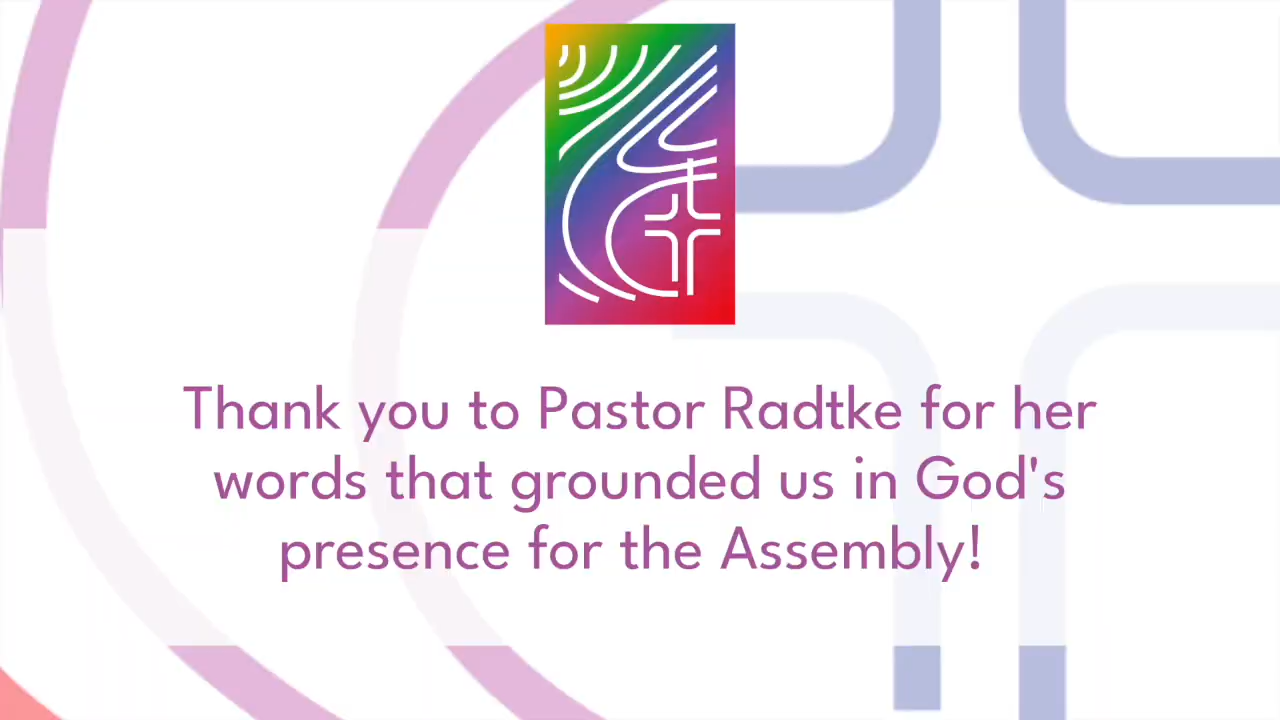 Thank you to Pastor Radtke for her
words that grounded us in God's
presence for the Assembly!